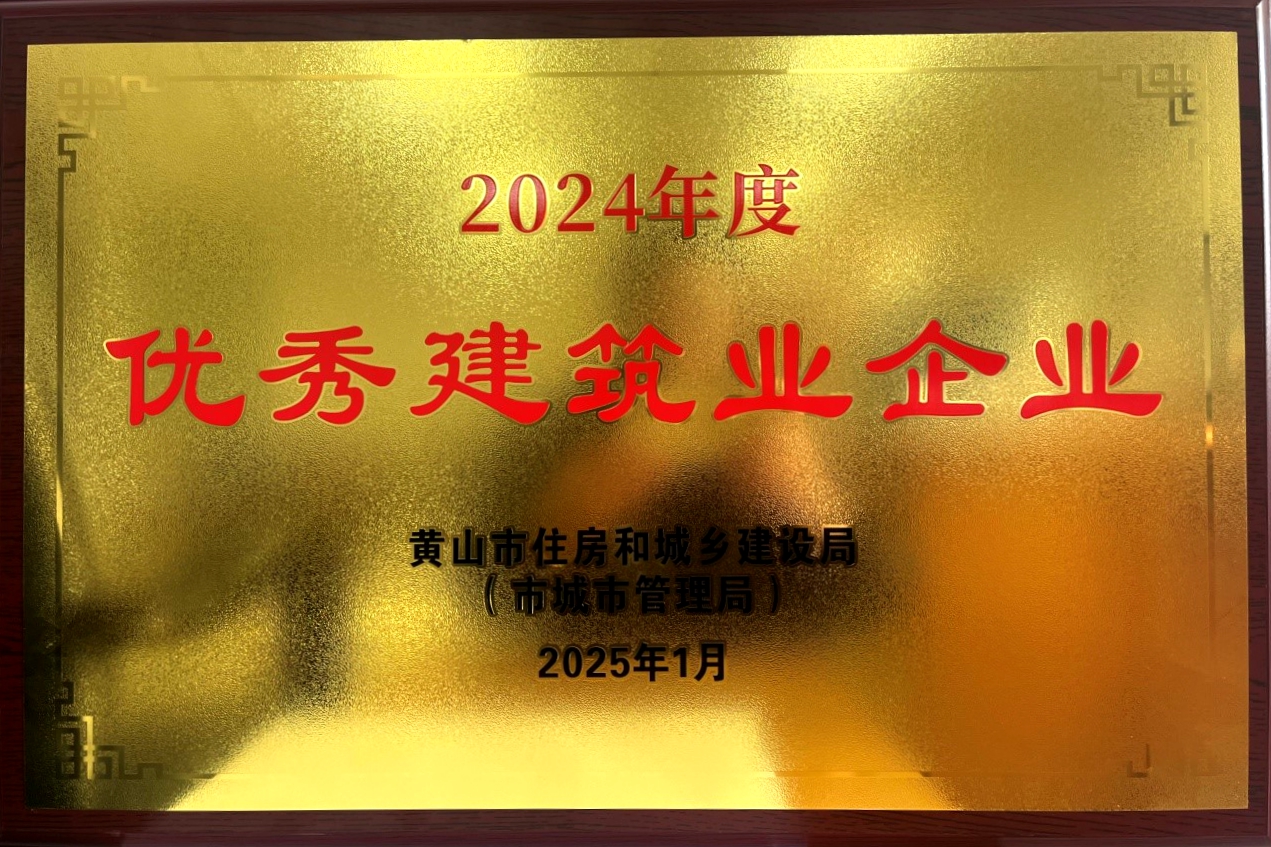 2024年度
优秀建筑业企业
黄山市住房和城乡建设局
（市城市管理局）
2025年1月